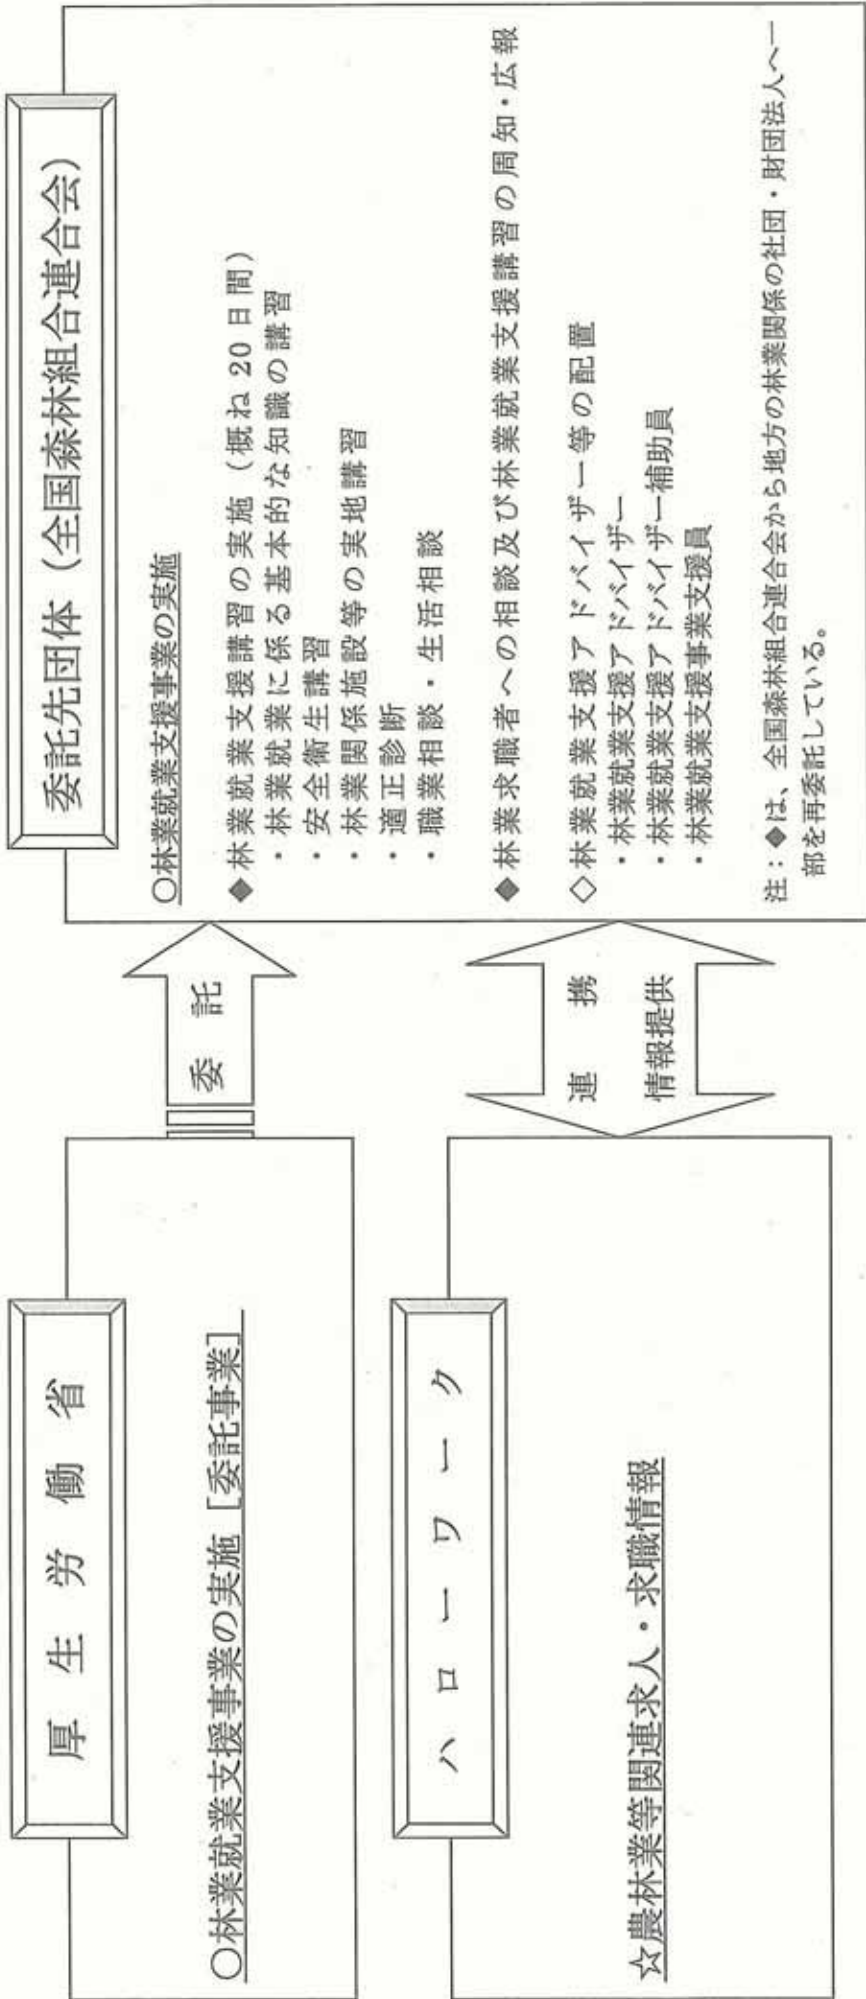 厚生労働省
○林業就業支援事業の実施［委託事業］
委託
委託先団体（全国森林組合連合会）
○林業就業支援事業の実施
◆林業就業支援講習の実施（概ね 20 日間）
・林業就業に係る基本的な知識の講習
・安全衛生講習
・林業関係施設等の実地講習
・適正診断
・職業相談・生活相談
◆林業求職者への相談及び林業就業支援講習の周知・広報
◇林業就業支援アドバイザー等の配置
・林業就業支援アドバイザー
・林業就業支援アドバイザー補助員
・林業就業支援事業支援員
注：◆は、全国森林組合連合会から地方の林業関係の社団・財団法人へ一
部を再委託している。
ハローワーク
☆農林業等関連求人・求職情報
連携
情報提供